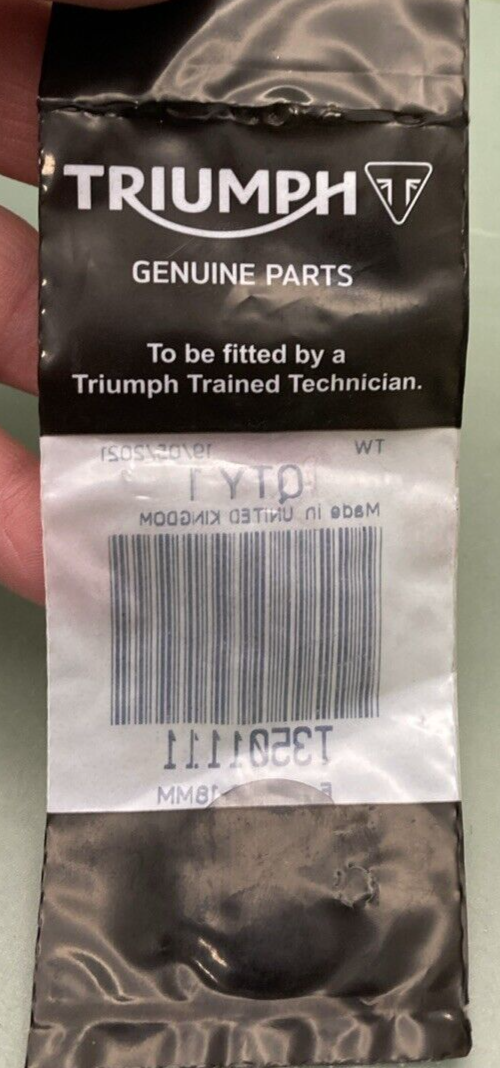 TRIUMPH
GENUINE PARTS
To be fitted by a
Triumph Trained Technician.
WT 19/05/2021
QTY 1
Made in UNITED KINGDOM
T3501111
18MM